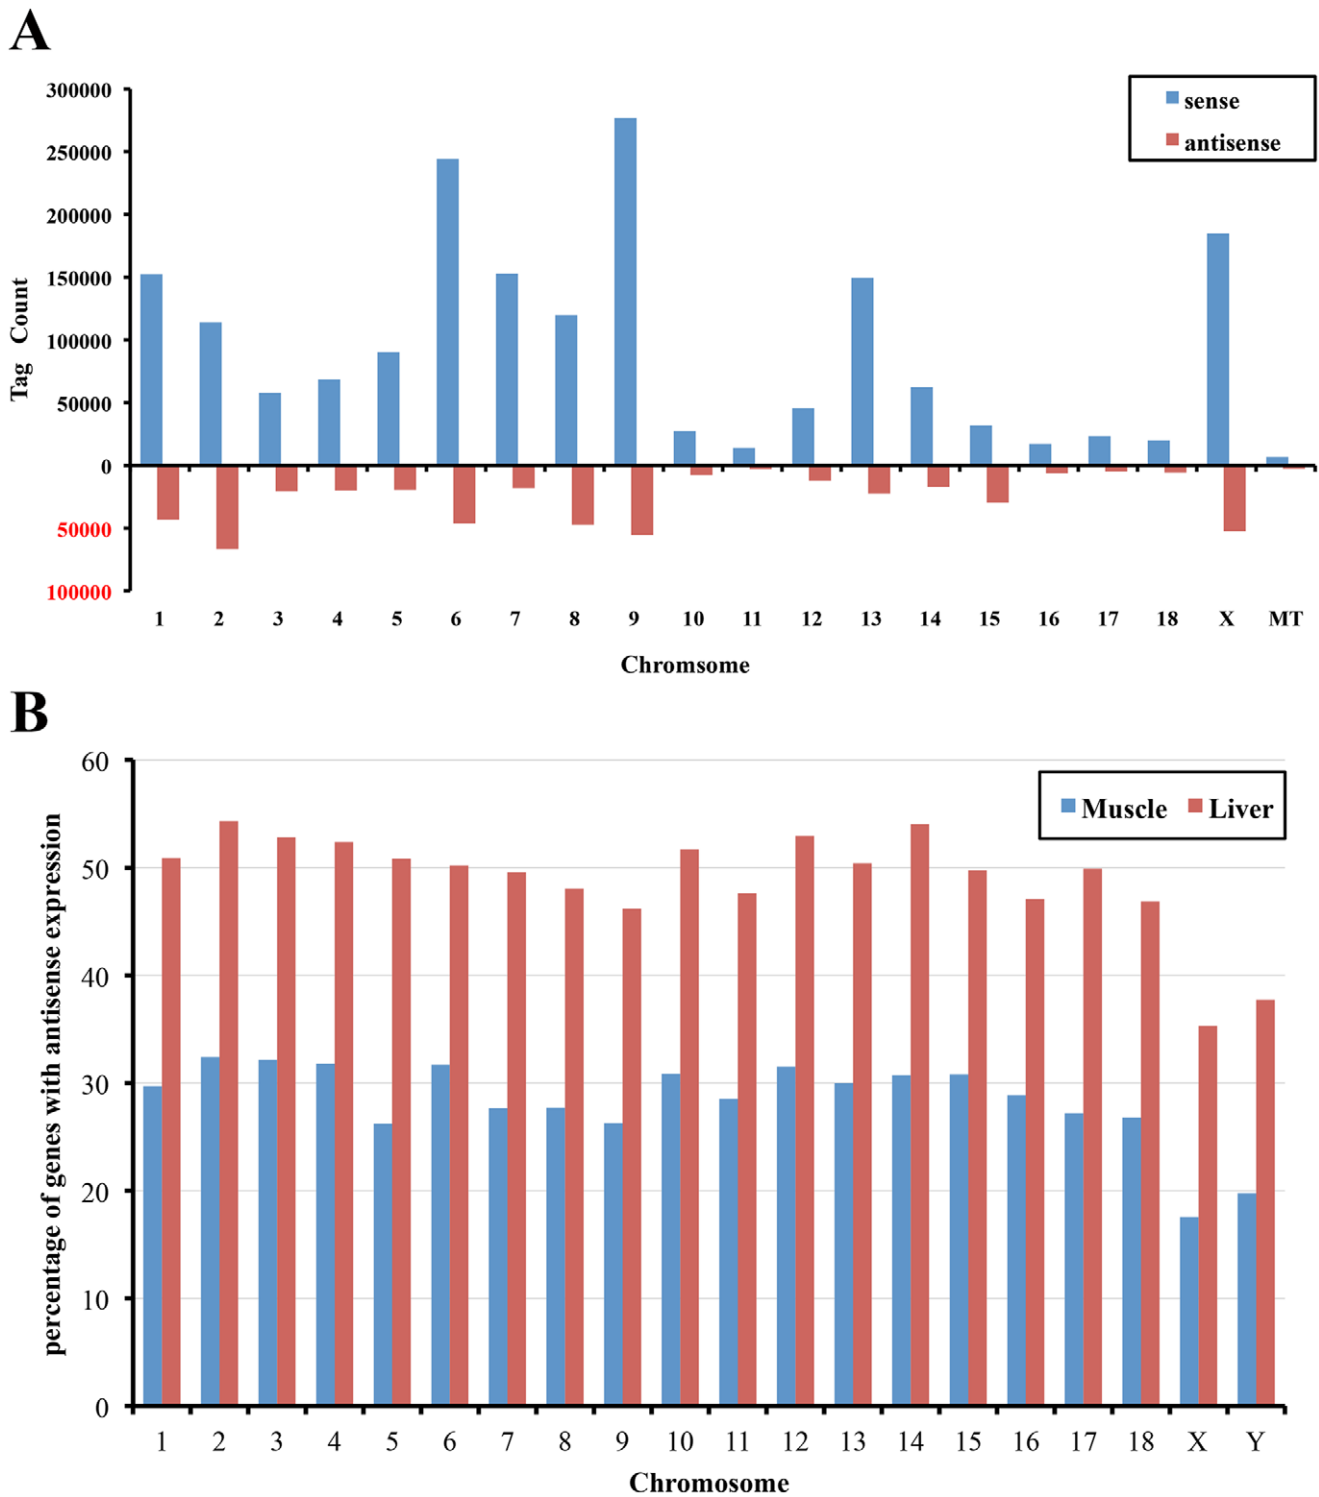 A
300000
250000
200000
150000
100000
50000
0
50000
100000
Tag Count
sense
antisense
1 2 3 4 5 6 7 8 9 10 11 12 13 14 15 16 17 18 X MT
Chromsome
B
60
50
40
30
20
10
0
percentage of genes with antisense expression
Muscle Liver
1 2 3 4 5 6 7 8 9 10 11 12 13 14 15 16 17 18 X Y
Chromosome